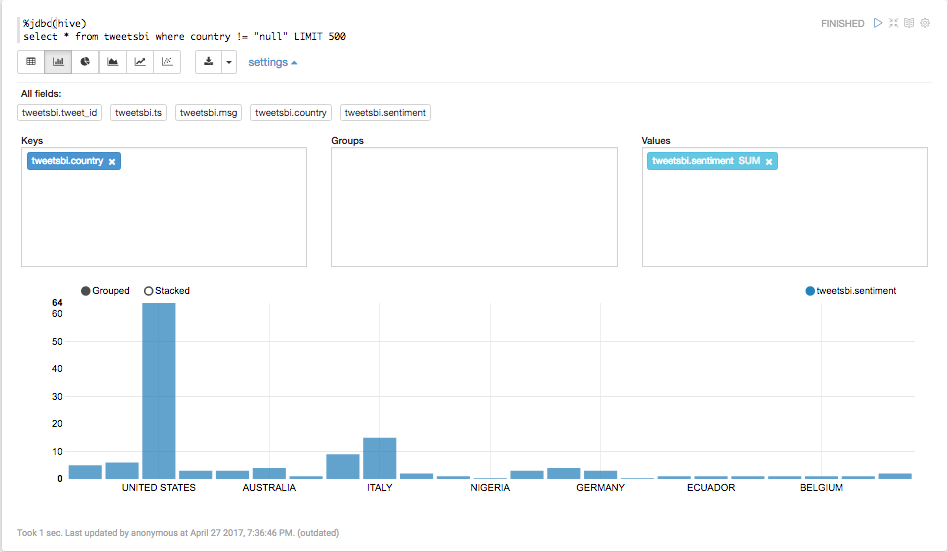 %jdbc(hive)
FINISHED
select * from tweetsbi where country != "null" LIMIT 500
settings
All fields:
tweetsbi.tweet_id tweetsbi.ts tweetsbi.msg tweetsbi.country tweetsbi.sentiment
Keys Groups Values
tweetsbi.country × tweetsbi.sentiment SUM ×
Grouped Stacked tweetsbi.sentiment
64
60
50
40
30
20
10
0
UNITED STATES AUSTRALIA ITALY NIGERIA GERMANY ECUADOR BELGIUM
Took 1 sec. Last updated by anonymous at April 27 2017, 7:36:46 PM. (outdated)